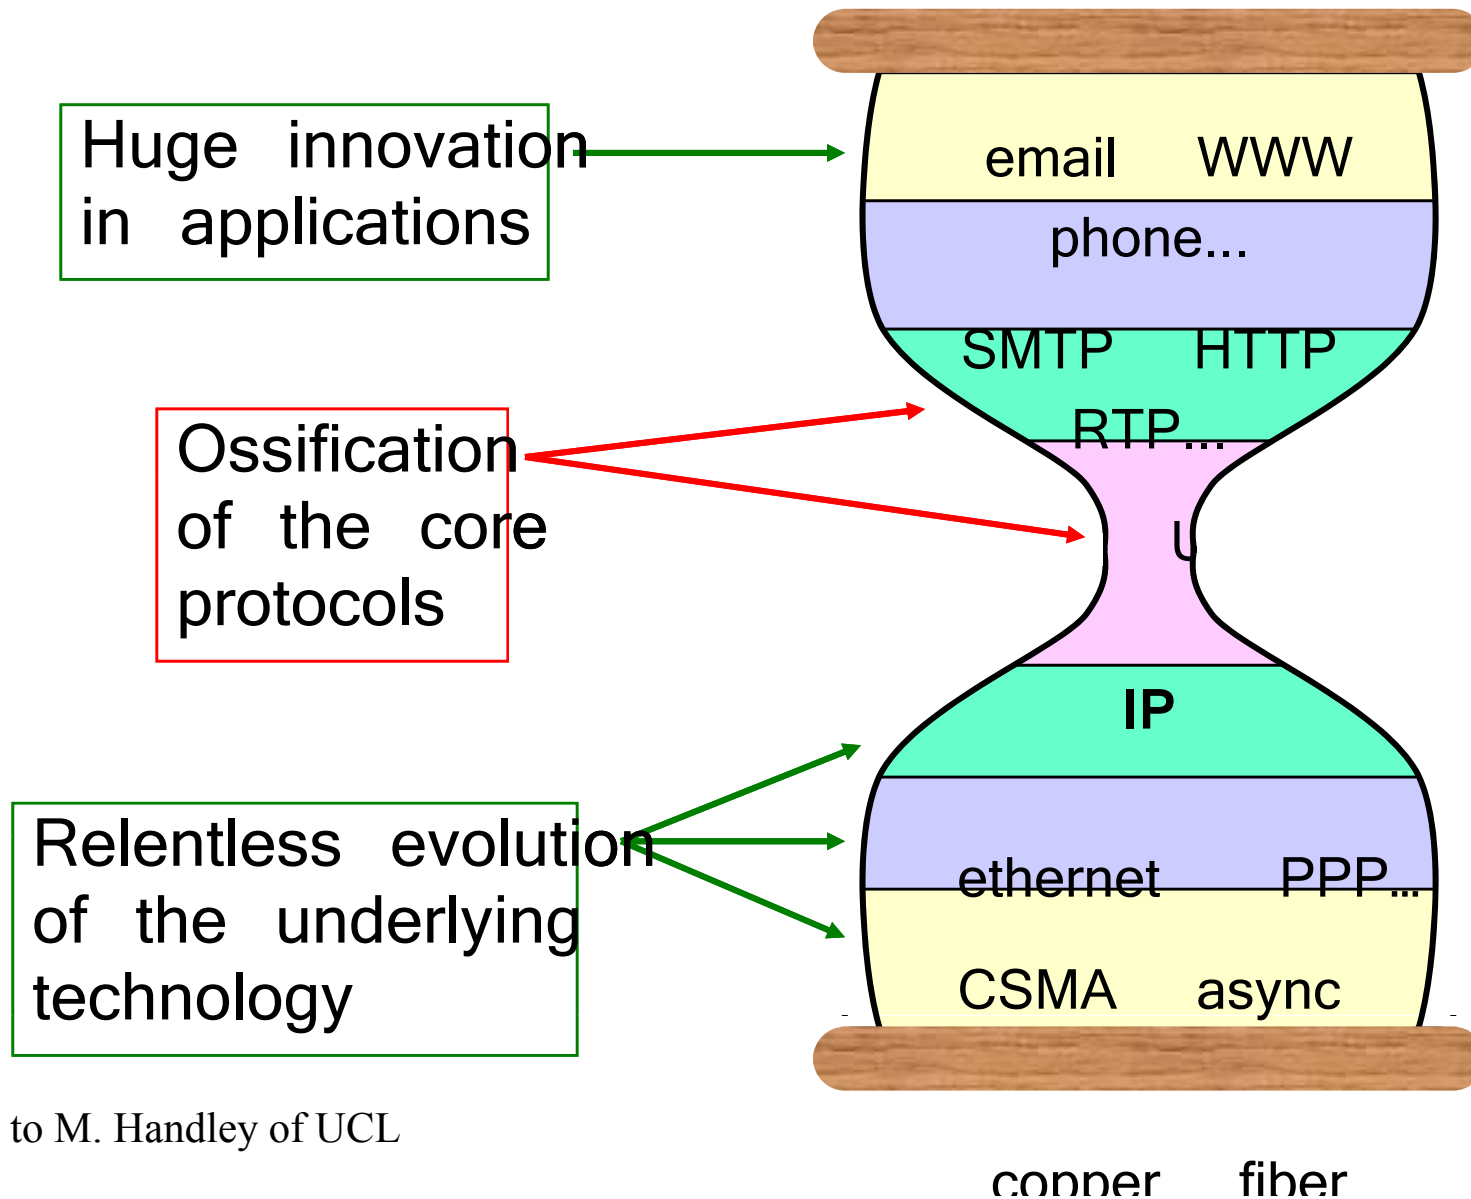 Huge innovation
in applications
email WWW
phone...
SMTP HTTP
RTP...
Ossification
of the core
protocols
U
IP
Relentless evolution
of the underlying
technology
ethernet PPP...
CSMA async
to M. Handley of UCL
copper fiber